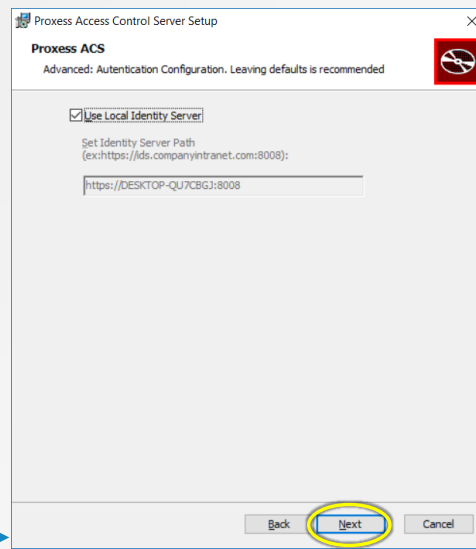 Proxess Access Control Server Setup
Proxess ACS
Advanced: Autentication Configuration. Leaving defaults is recommended
Use Local Identity Server
Set Identity Server Path
(ex:https://ids.companyintranet.com:8008):
https://DESKTOP-QU7CBGJ:8008
Back Next Cancel